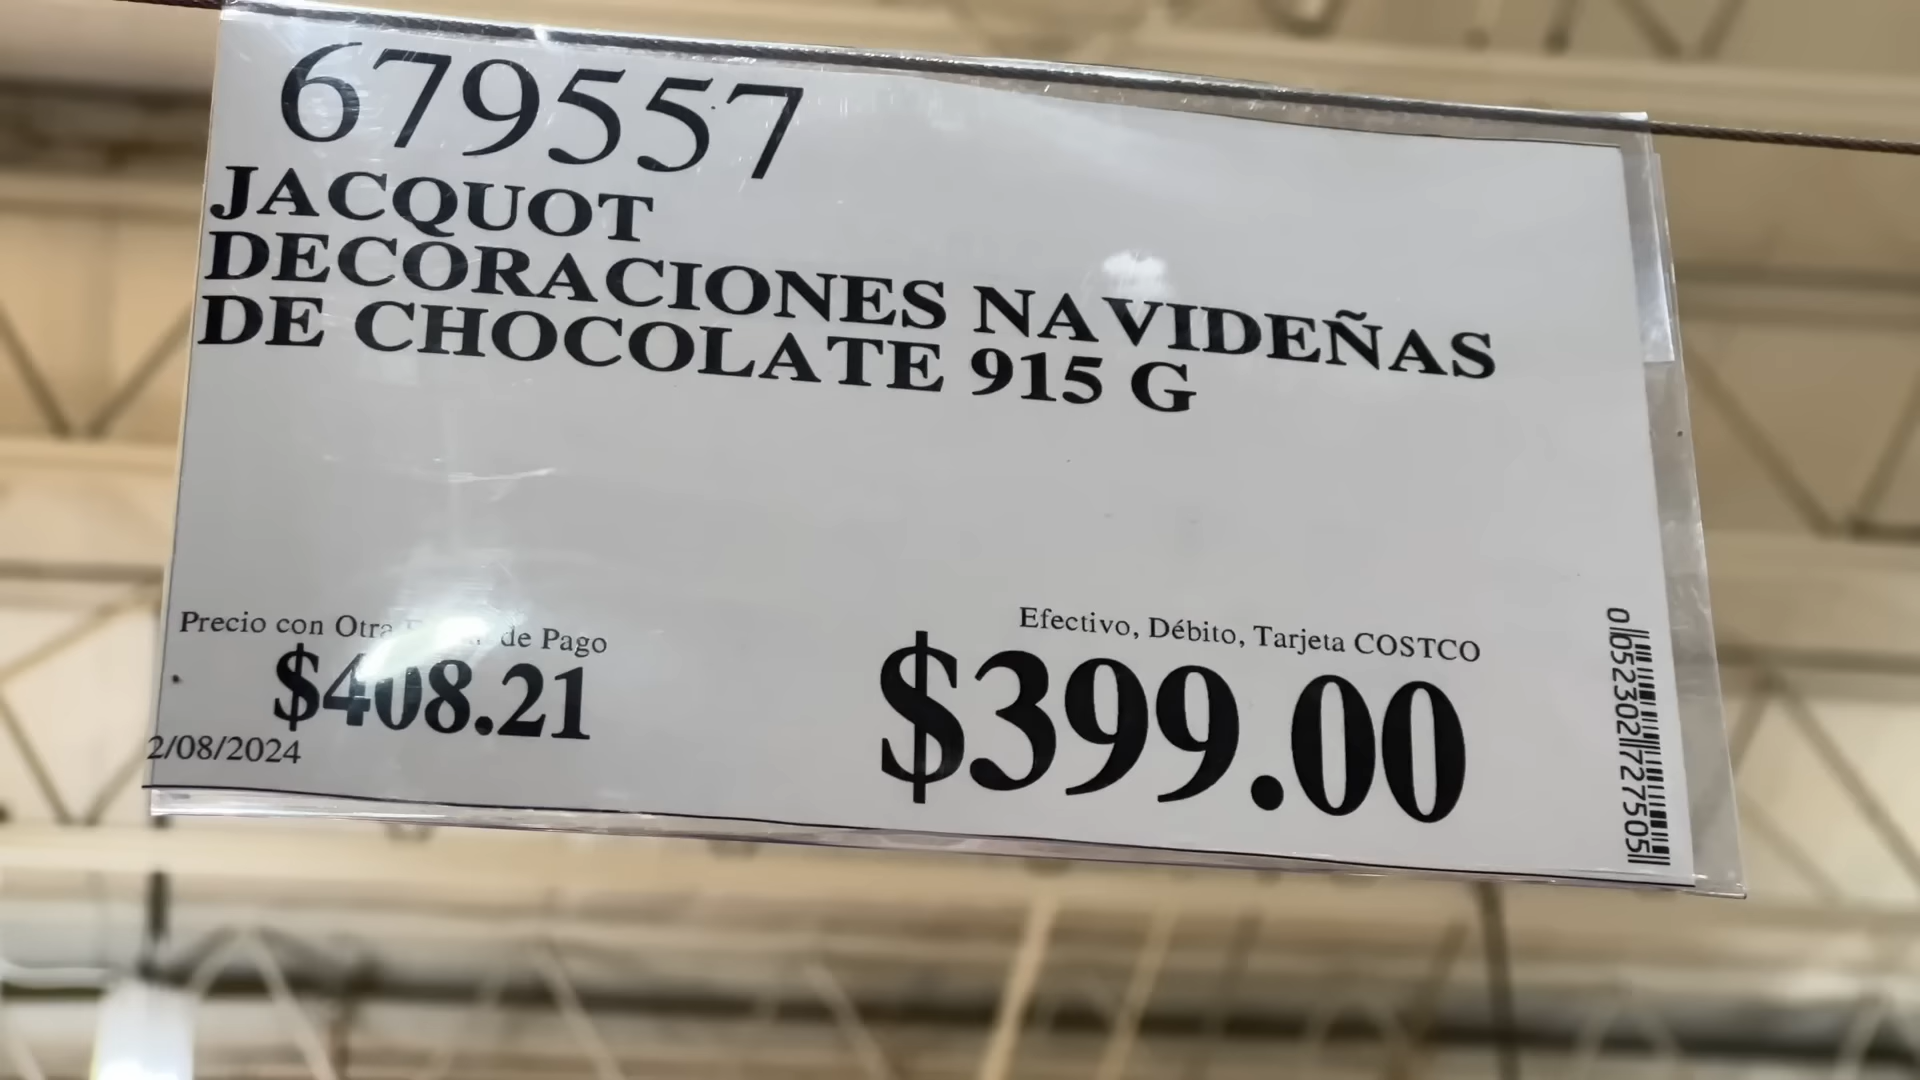 679557
JACQUOT
DECORACIONES NAVIDEÑAS
DE CHOCOLATE 915 G
Precio con Otra de Pago
Efectivo, Débito, Tarjeta COSTCO
$408.21
$399.00
2/08/2024